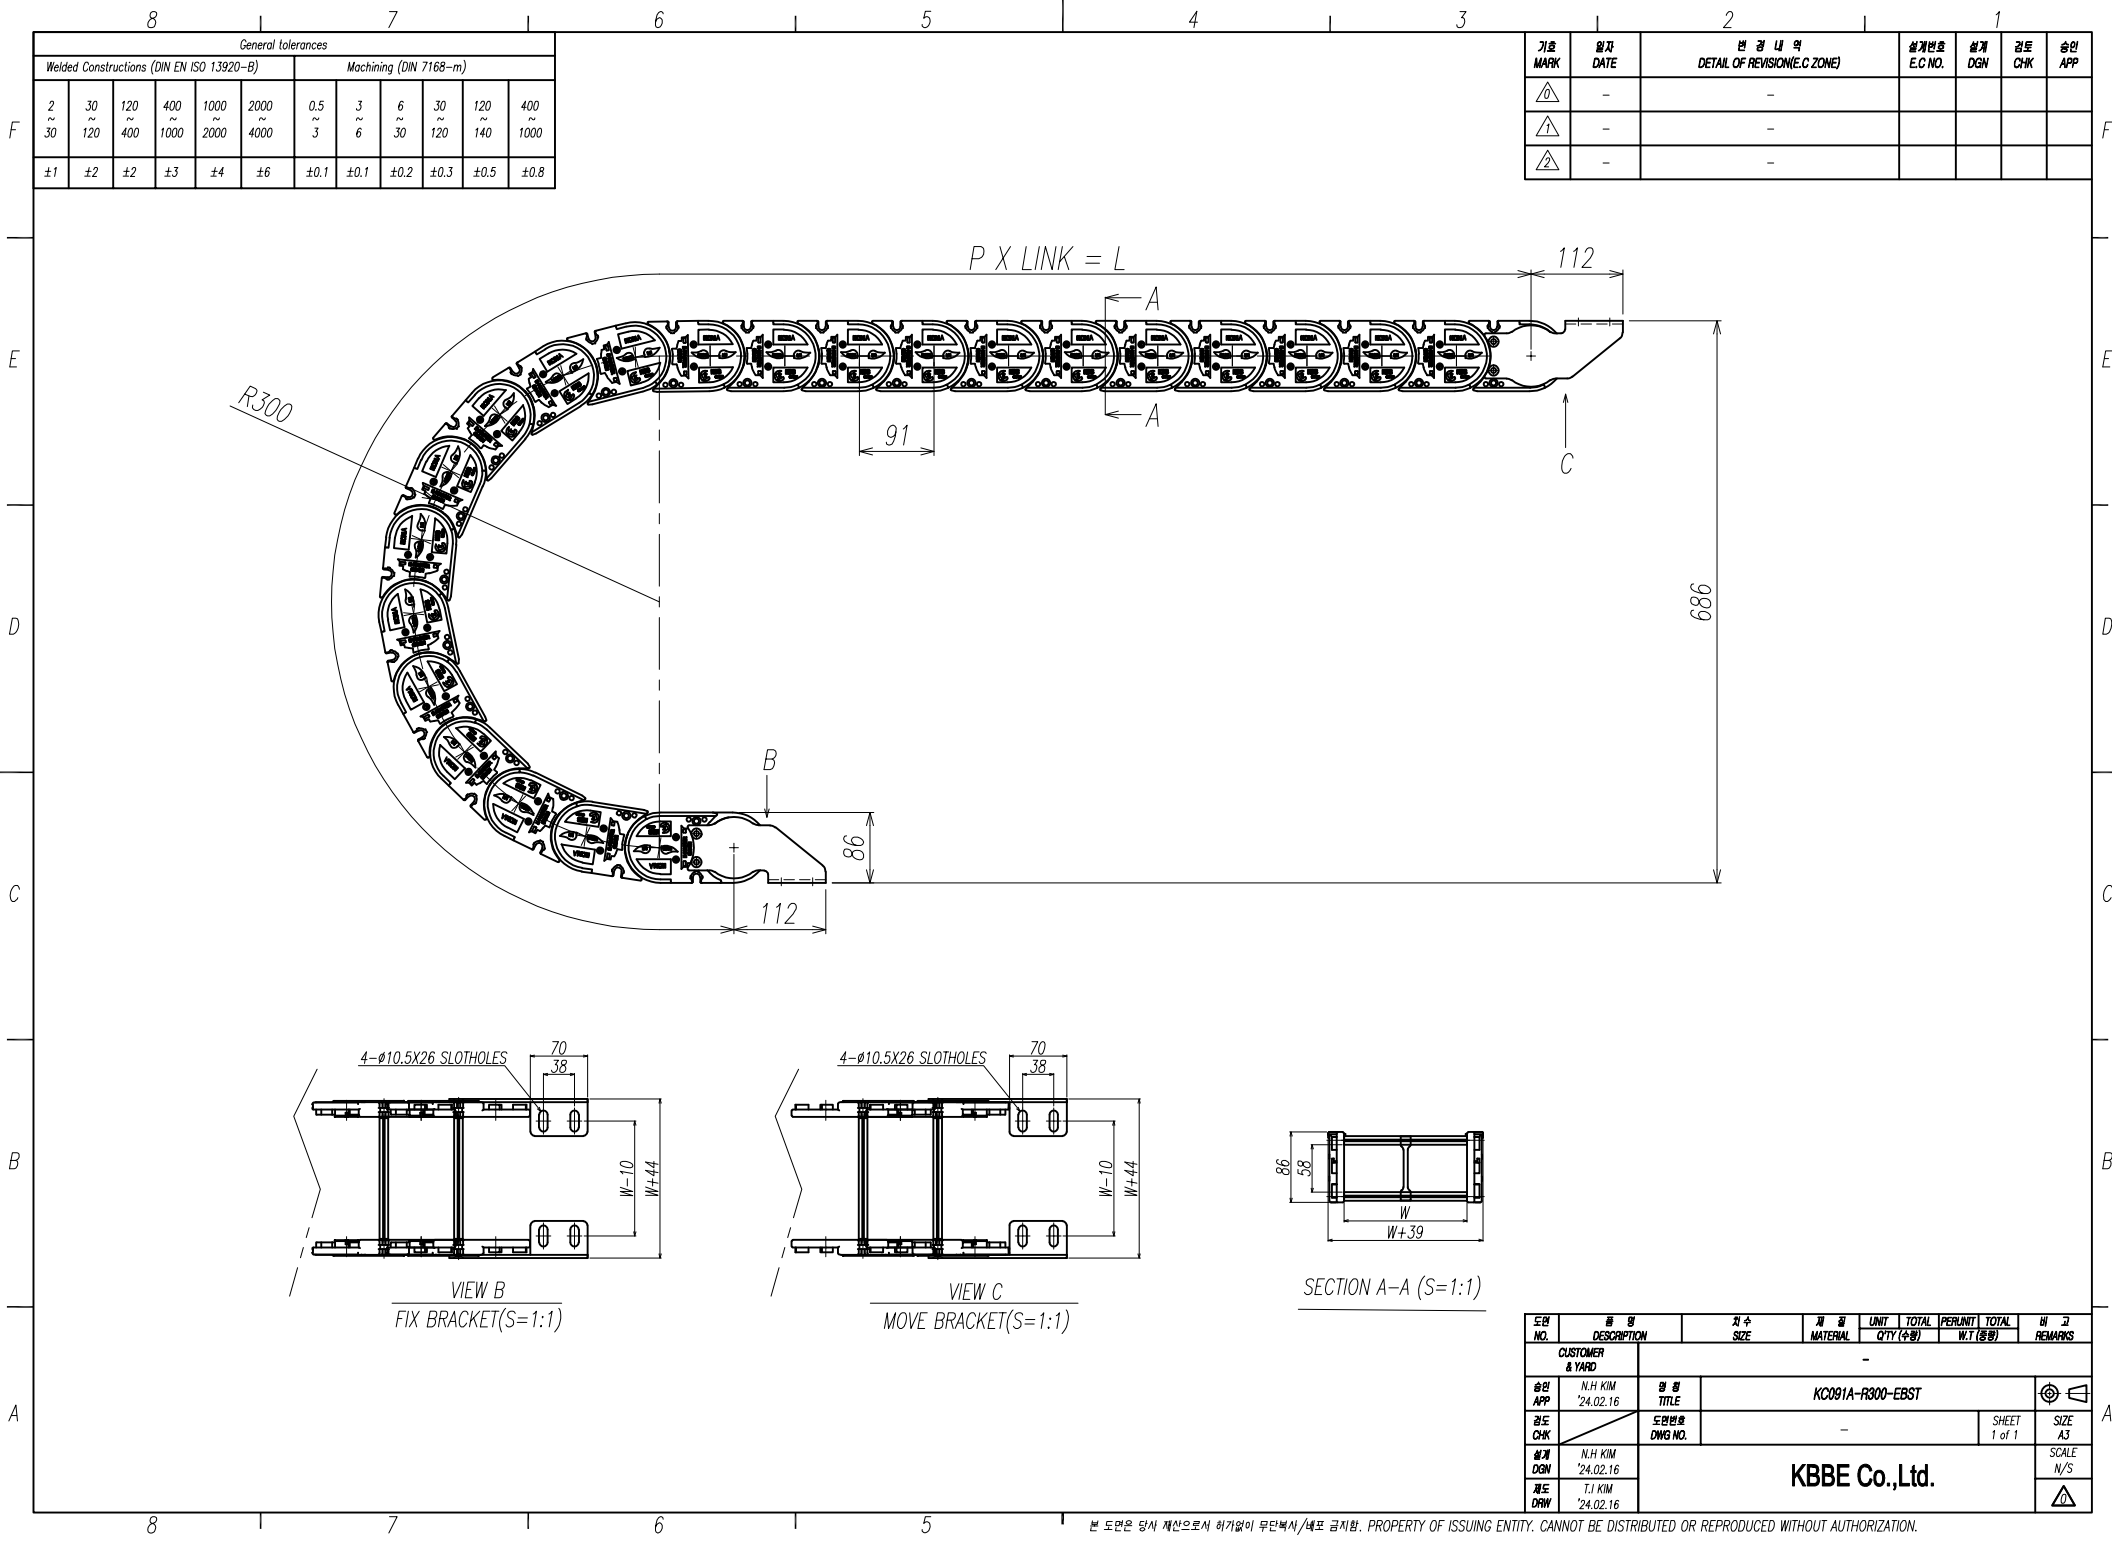 8 7 6 5 4 3 2 1
General tolerances
Welded Constructions (DIN EN ISO 13920-B) Machining (DIN 7168-m)
2 30 120 400 1000 2000 0.5 3 6 30 120 400
~ ~ ~ ~ ~ ~ ~ ~ ~ ~ ~ ~
30 120 400 1000 2000 4000 3 6 30 120 140 1000
±1 ±2 ±2 ±3 ±4 ±6 ±0.1 ±0.1 ±0.2 ±0.3 ±0.5 ±0.8
기호 일자 변 경 내 역 설계번호 설계 검토 승인
MARK DATE DETAIL OF REVISION(E.C ZONE) E.C NO. DGN CHK APP
0 - -
1 - -
2 - -
F F
E E
D D
C C
B B
A A
P X LINK = L
112
A
A
R300
91
C
686
B
86
112
4-ø10.5X26 SLOTHOLES
70
38
W-10
W+44
VIEW B
FIX BRACKET(S=1:1)
4-ø10.5X26 SLOTHOLES
70
38
W-10
W+44
VIEW C
MOVE BRACKET(S=1:1)
86
58
W
W+39
SECTION A-A (S=1:1)
도면 품 명 치 수 재 질 UNIT TOTAL PERUNIT TOTAL 비 고
NO. DESCRIPTION SIZE MATERIAL Q'TY (수량) W.T (중량) REMARKS
CUSTOMER
& YARD
-
승인 N.H KIM 명 칭
APP '24.02.16 TITLE
KC091A-R300-EBST
검도 도면번호 SHEET SIZE
CHK DWG NO. - 1 of 1 A3
설계 N.H KIM SCALE
DGN '24.02.16 N/S
KBBE Co.,Ltd.
제도 T.I KIM
DRW '24.02.16
0
8 7 6 5
본 도면은 당사 재산으로서 허가없이 무단복사/배포 금지함. PROPERTY OF ISSUING ENTITY. CANNOT BE DISTRIBUTED OR REPRODUCED WITHOUT AUTHORIZATION.